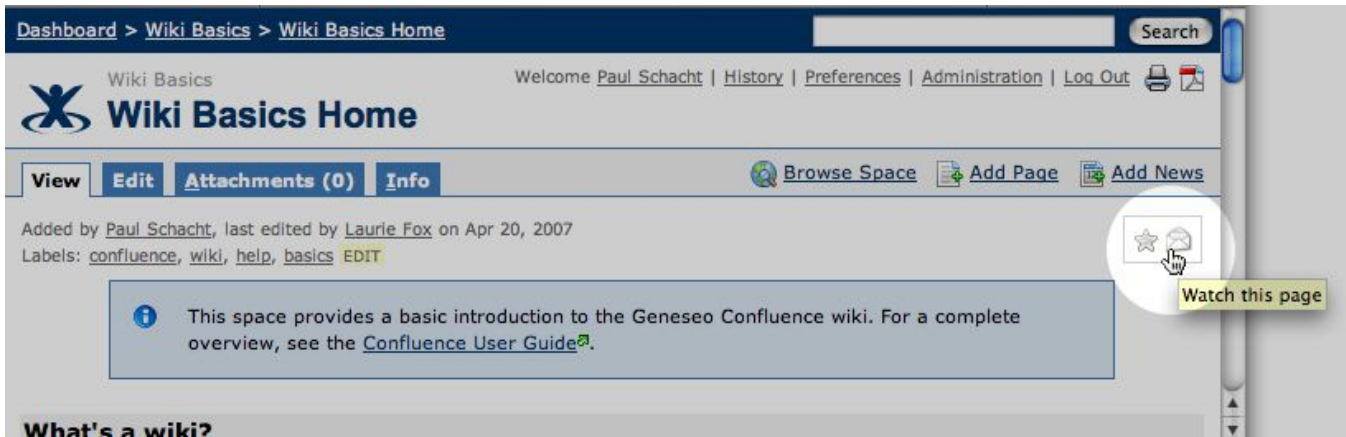 Dashboard > Wiki Basics > Wiki Basics Home
Search
Wiki Basics
Welcome Paul Schacht | History | Preferences | Administration | Log Out
Wiki Basics Home
View Edit Attachments (0) Info
Browse Space Add Page Add News
Added by Paul Schacht, last edited by Laurie Fox on Apr 20, 2007
Labels: confluence, wiki, help, basics EDIT
Watch this page
This space provides a basic introduction to the Geneseo Confluence wiki. For a complete
overview, see the Confluence User Guide.
What's a wiki?